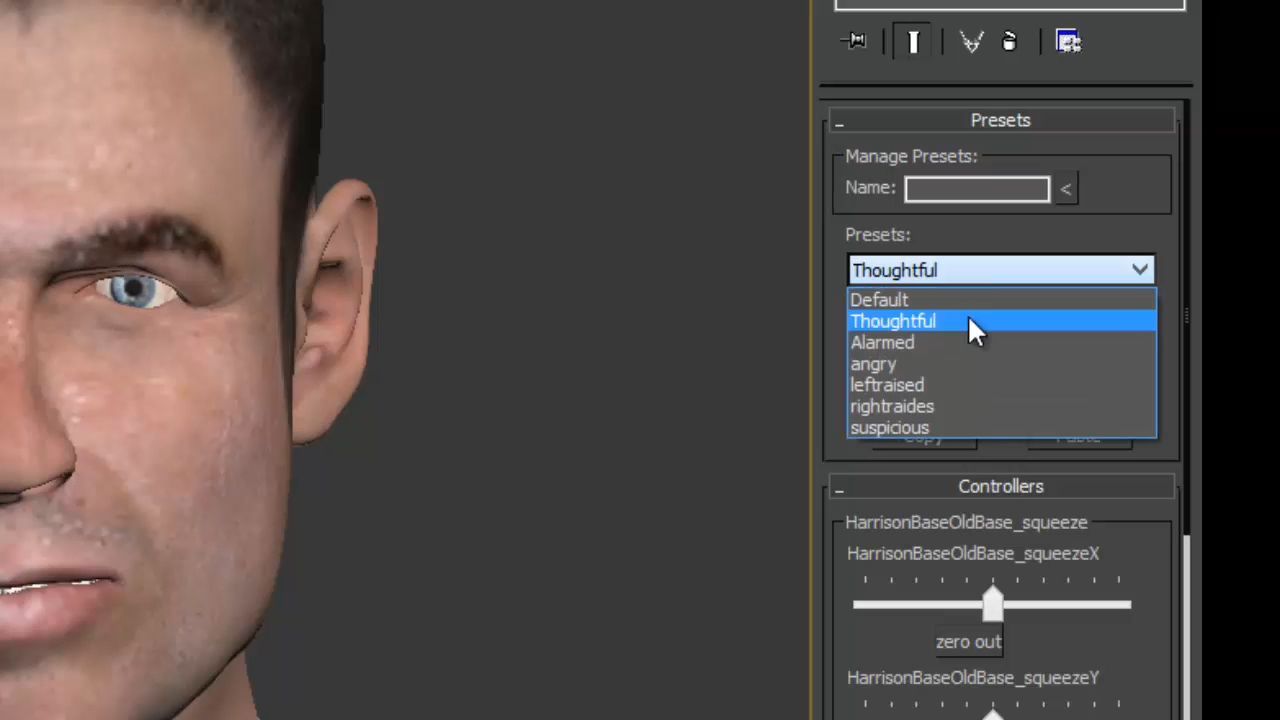 Presets
Manage Presets:
Name: <
Presets:
Thoughtful
Default
Thoughtful
Alarmed
angry
leftraised
rightraides
suspicious
Controllers
HarrisonBaseOldBase_squeeze
HarrisonBaseOldBase_squeezeX
zero out
HarrisonBaseOldBase_squeezeY